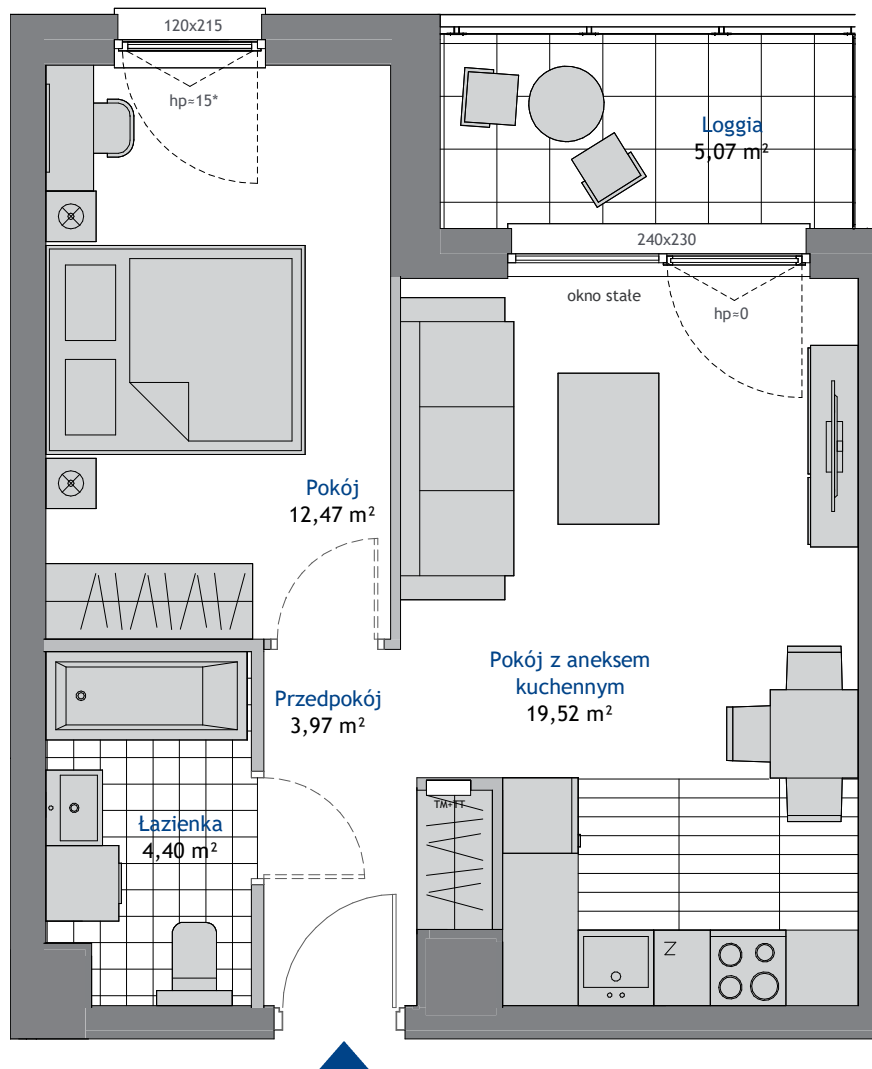 120x215
hp≈15*
Loggia
5,07 m²
240x230
okno stałe
hp≈0
Pokój
12,47 m²
Pokój z aneksem
kuchennym
19,52 m²
Przedpokój
3,97 m²
TM+TT
Łazienka
4,40 m²
Z